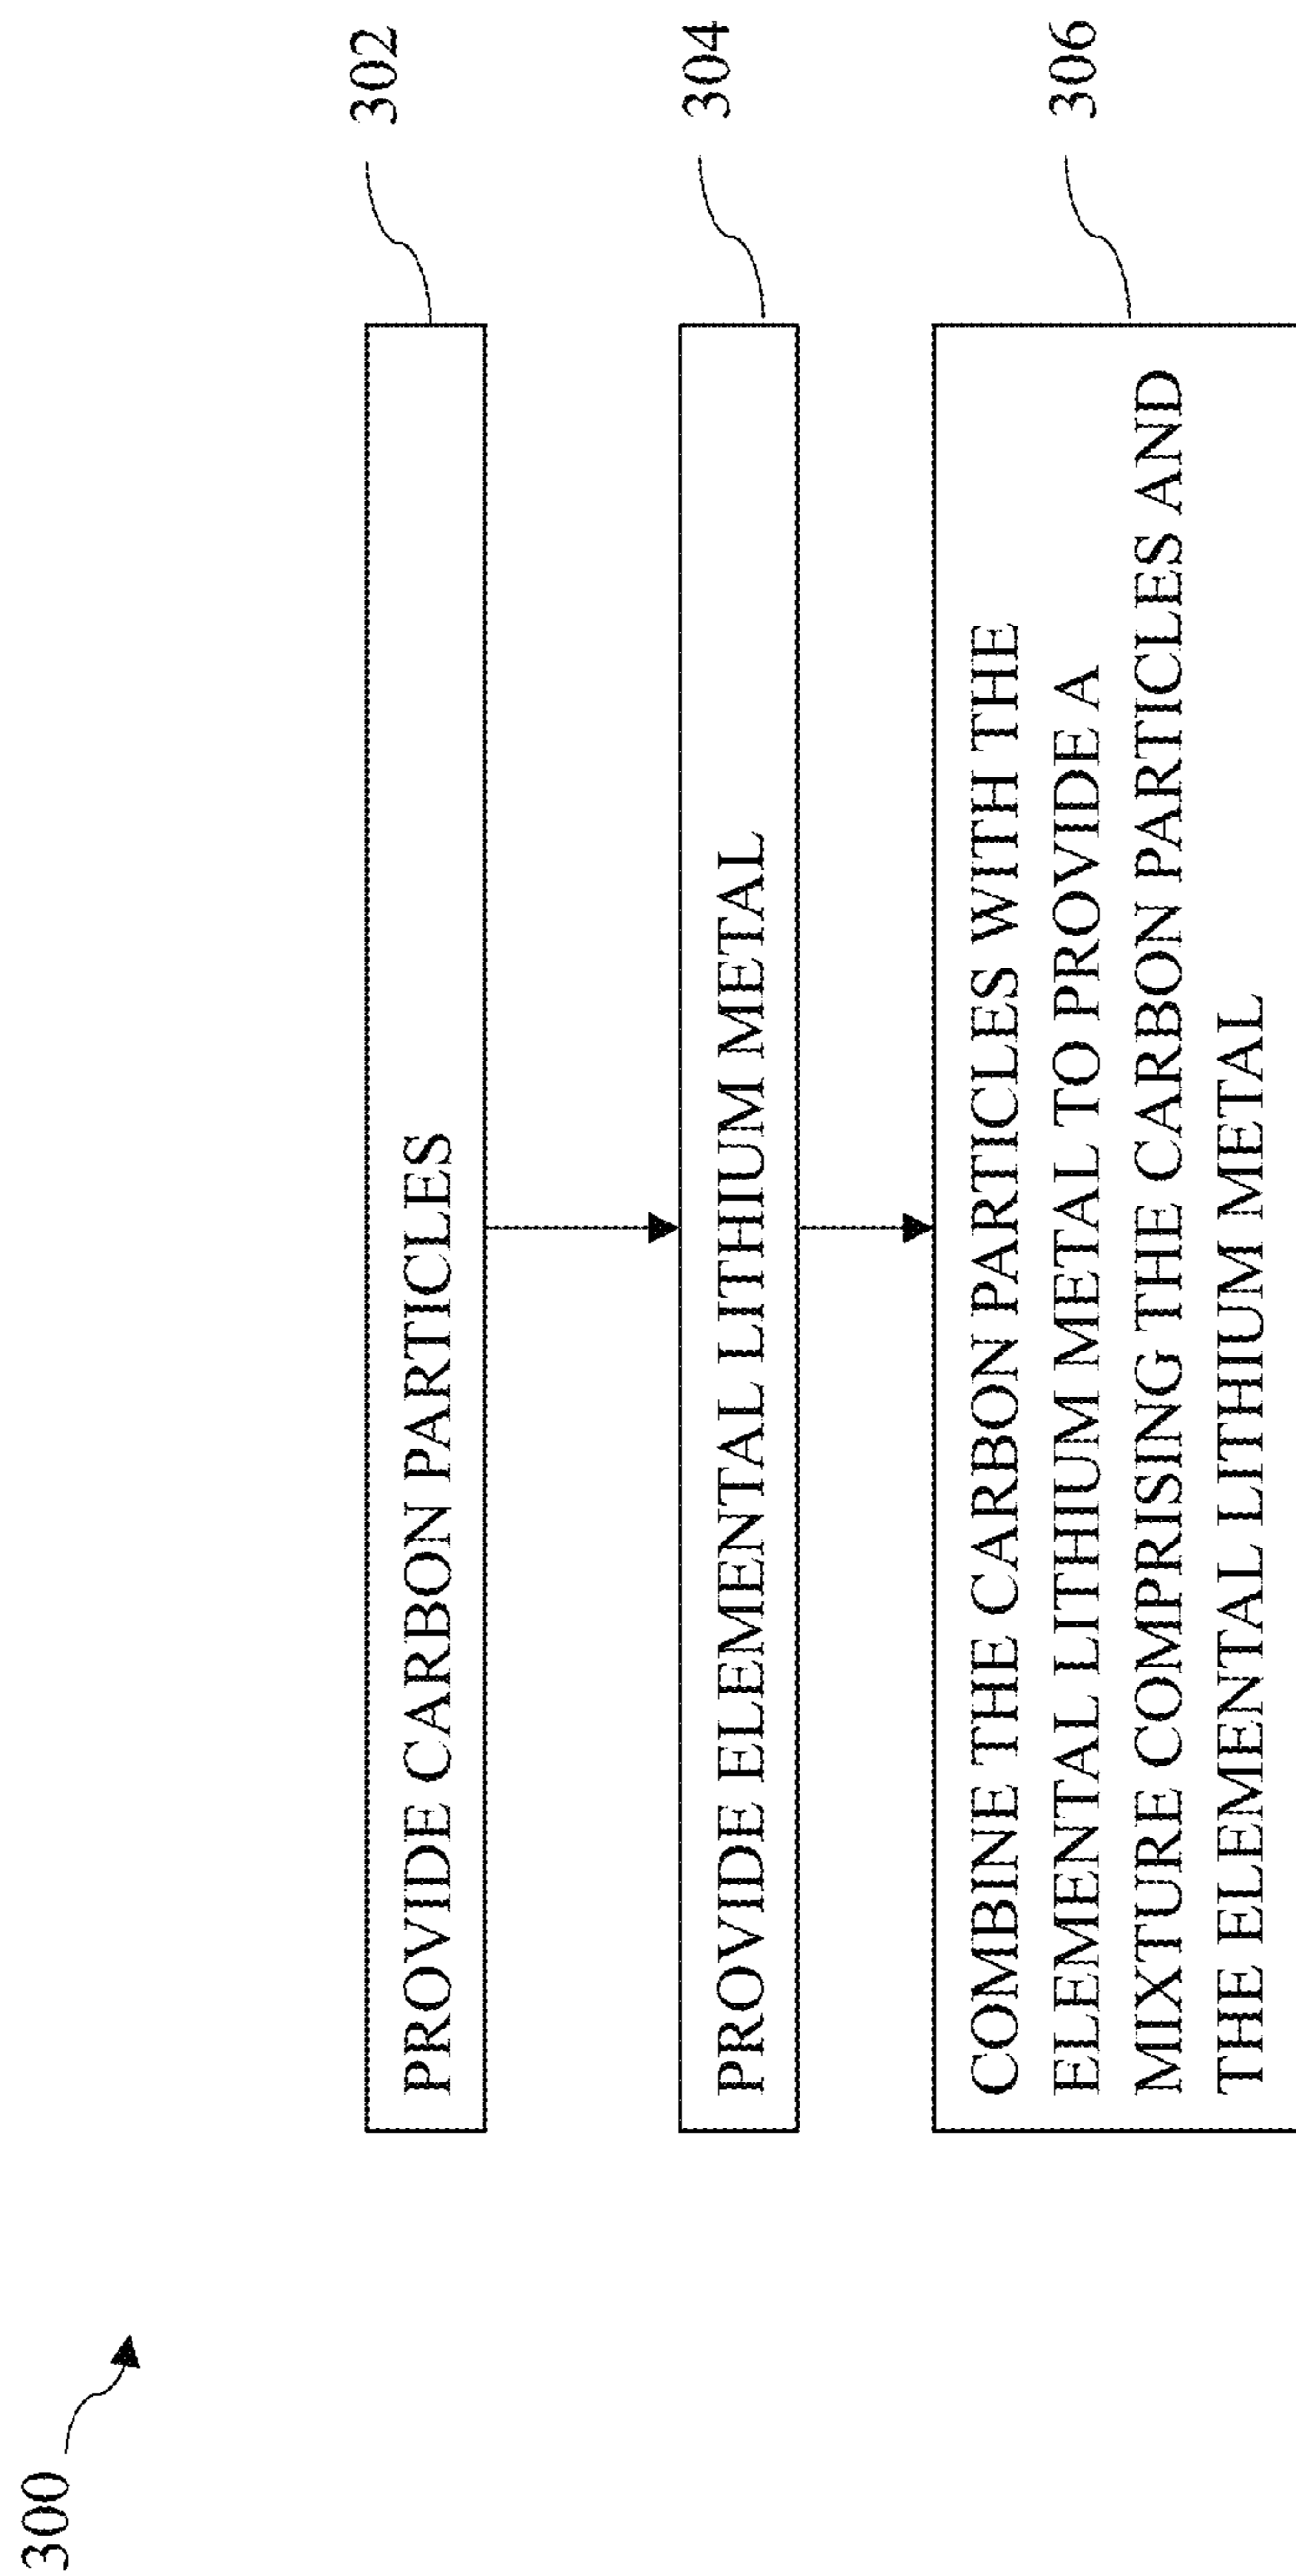 300
PROVIDE CARBON PARTICLES
302
PROVIDE ELEMENTAL LITHIUM METAL
304
COMBINE THE CARBON PARTICLES WITH THE
ELEMENTAL LITHIUM METAL TO PROVIDE A
MIXTURE COMPRISING THE CARBON PARTICLES AND
THE ELEMENTAL LITHIUM METAL
306